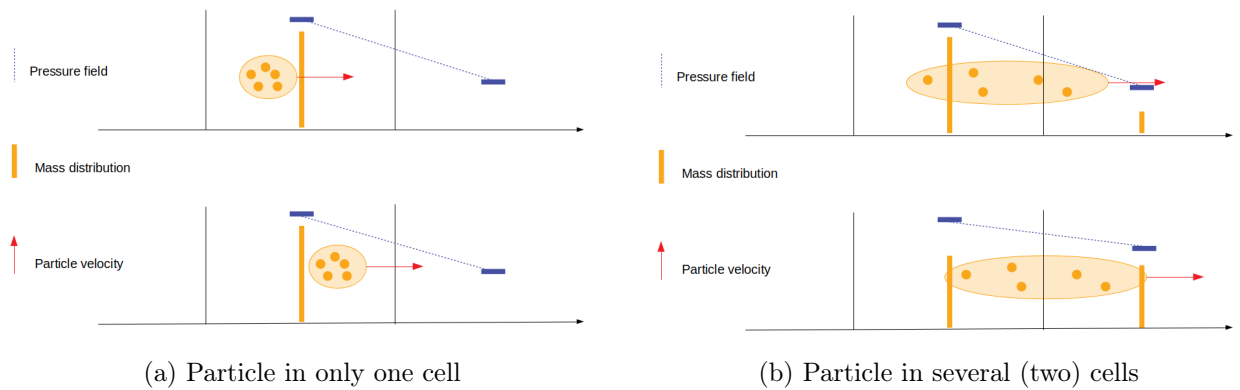 Pressure field
Mass distribution
Particle velocity
(a) Particle in only one cell
Pressure field
Mass distribution
Particle velocity
(b) Particle in several (two) cells